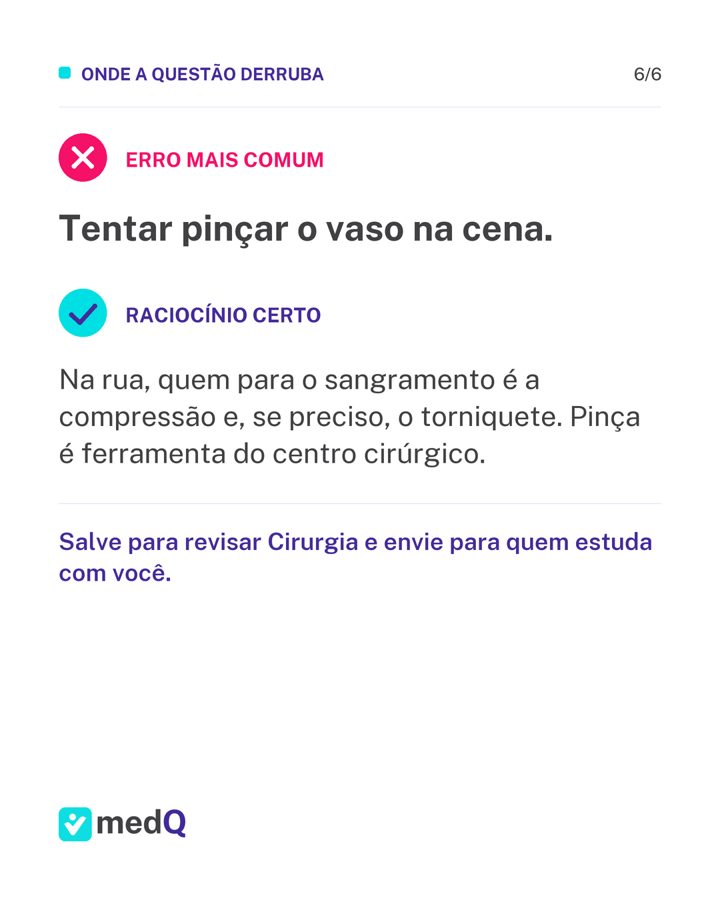 ONDE A QUESTÃO DERRUBA
6/6
ERRO MAIS COMUM
Tentar pinçar o vaso na cena.
RACIOCÍNIO CERTO
Na rua, quem para o sangramento é a
compressão e, se preciso, o torniquete. Pinça
é ferramenta do centro cirúrgico.
Salve para revisar Cirurgia e envie para quem estuda
com você.
medQ